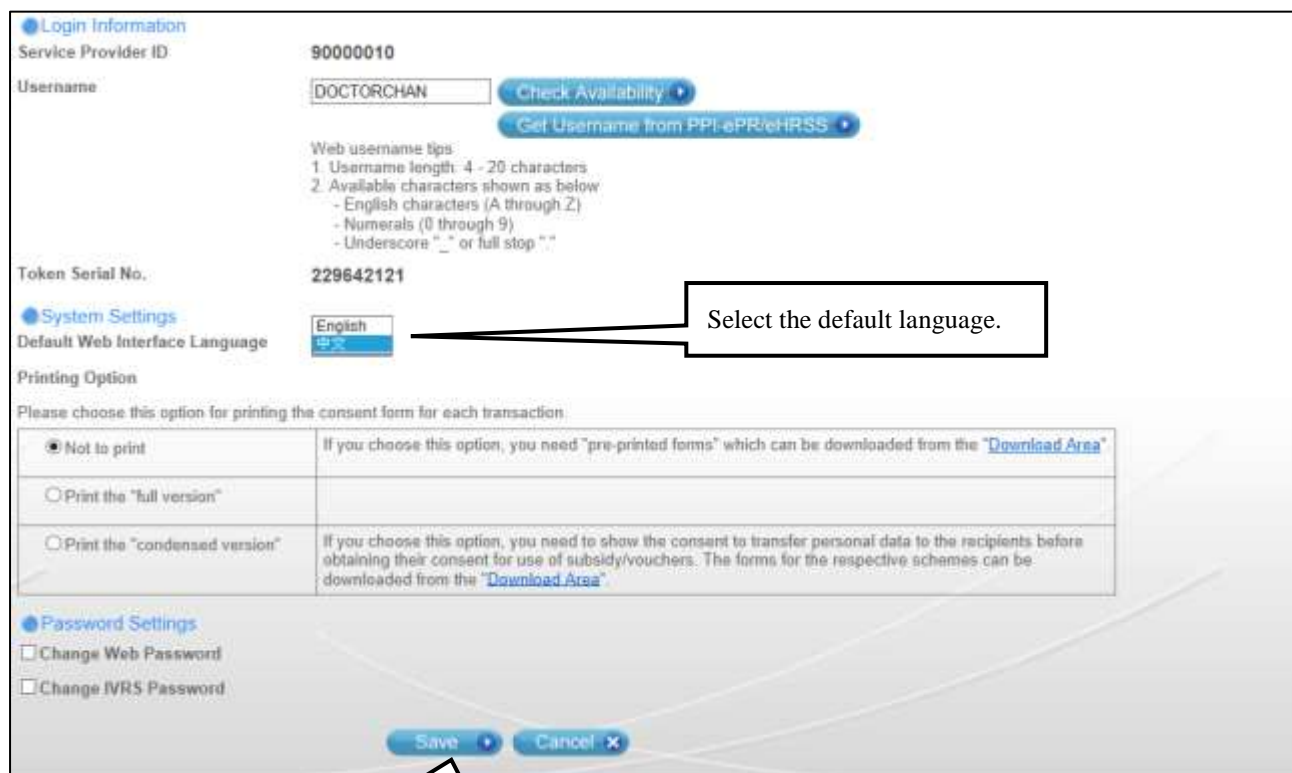 Login Information
Service Provider ID 90000010
Username DOCTORCHAN Check Availability
Get Username from PPI-ePR/eHRSS
Web username tips
1. Username length: 4 - 20 characters
2. Available characters shown as below
- English characters (A through Z)
- Numerals (0 through 9)
- Underscore "_" or full stop "."
Token Serial No. 229642121
System Settings
Default Web Interface Language English
中文
Select the default language.
Printing Option
Please choose this option for printing the consent form for each transaction.
Not to print If you choose this option, you need "pre-printed forms" which can be downloaded from the "Download Area"
Print the "full version"
Print the "condensed version" If you choose this option, you need to show the consent to transfer personal data to the recipients before
obtaining their consent for use of subsidy/vouchers. The forms for the respective schemes can be
downloaded from the "Download Area"
Password Settings
Change Web Password
Change IVRS Password
Save Cancel